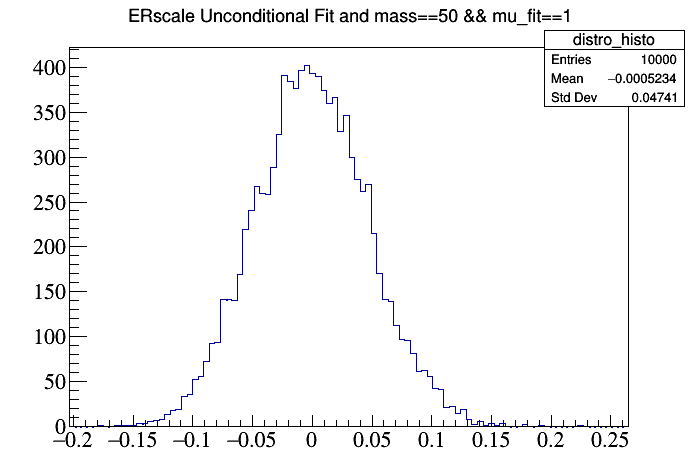 ERscale Unconditional Fit and mass==50 && mu_fit==1
distro_histo
Entries 10000
Mean −0.0005234
Std Dev 0.04741
400
350
300
250
200
150
100
50
0
−0.2 −0.15 −0.1 −0.05 0 0.05 0.1 0.15 0.2 0.25